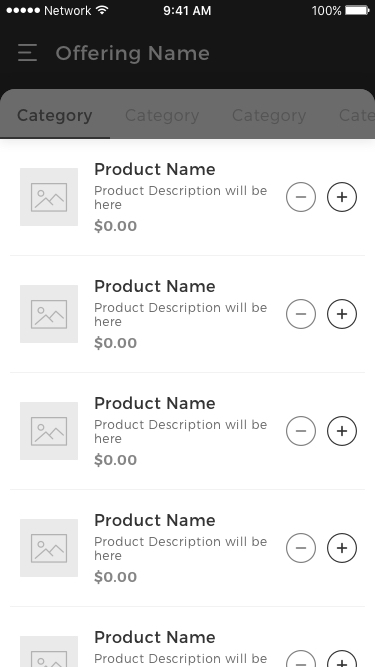 Network 9:41 AM 100%
Offering Name
Category Category Category Cate
Product Name
Product Description will be
here
$0.00
Product Name
Product Description will be
here
$0.00
Product Name
Product Description will be
here
$0.00
Product Name
Product Description will be
here
$0.00
Product Name
Product Description will be